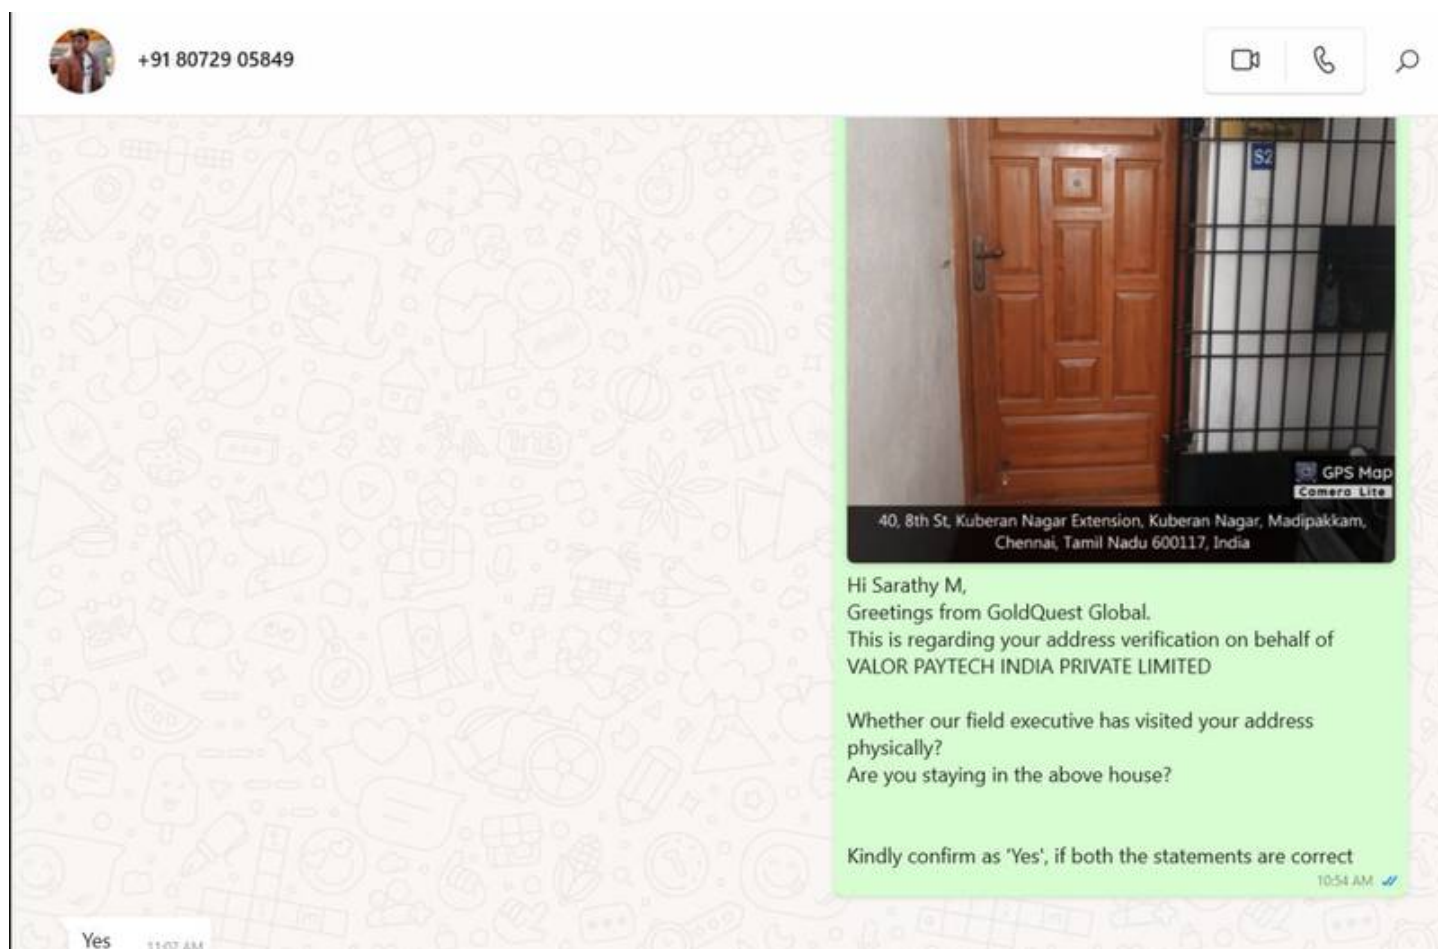 +91 80729 05849
S2
GPS Map
Camera Lite
40, 8th St, Kuberan Nagar Extension, Kuberan Nagar, Madipakkam,
Chennai, Tamil Nadu 600117, India
Hi Sarathy M,
Greetings from GoldQuest Global.
This is regarding your address verification on behalf of
VALOR PAYTECH INDIA PRIVATE LIMITED
Whether our field executive has visited your address
physically?
Are you staying in the above house?
Kindly confirm as 'Yes', if both the statements are correct
10:54 AM
Yes
11:07 AM